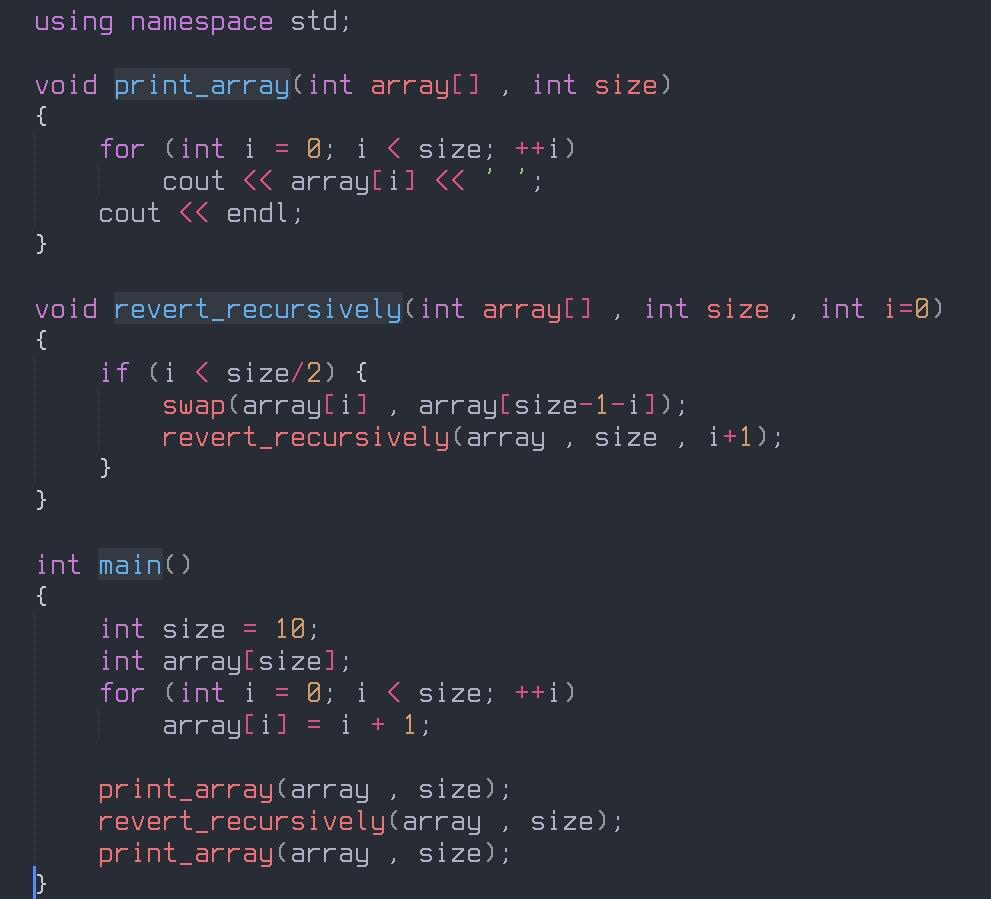 using namespace std;

void print_array(int array[] , int size)
{
    for (int i = 0; i < size; ++i)
        cout << array[i] << ' ';
    cout << endl;
}

void revert_recursively(int array[] , int size , int i=0)
{
    if (i < size/2) {
        swap(array[i] , array[size-1-i]);
        revert_recursively(array , size , i+1);
    }
}

int main()
{
    int size = 10;
    int array[size];
    for (int i = 0; i < size; ++i)
        array[i] = i + 1;

    print_array(array , size);
    revert_recursively(array , size);
    print_array(array , size);
}